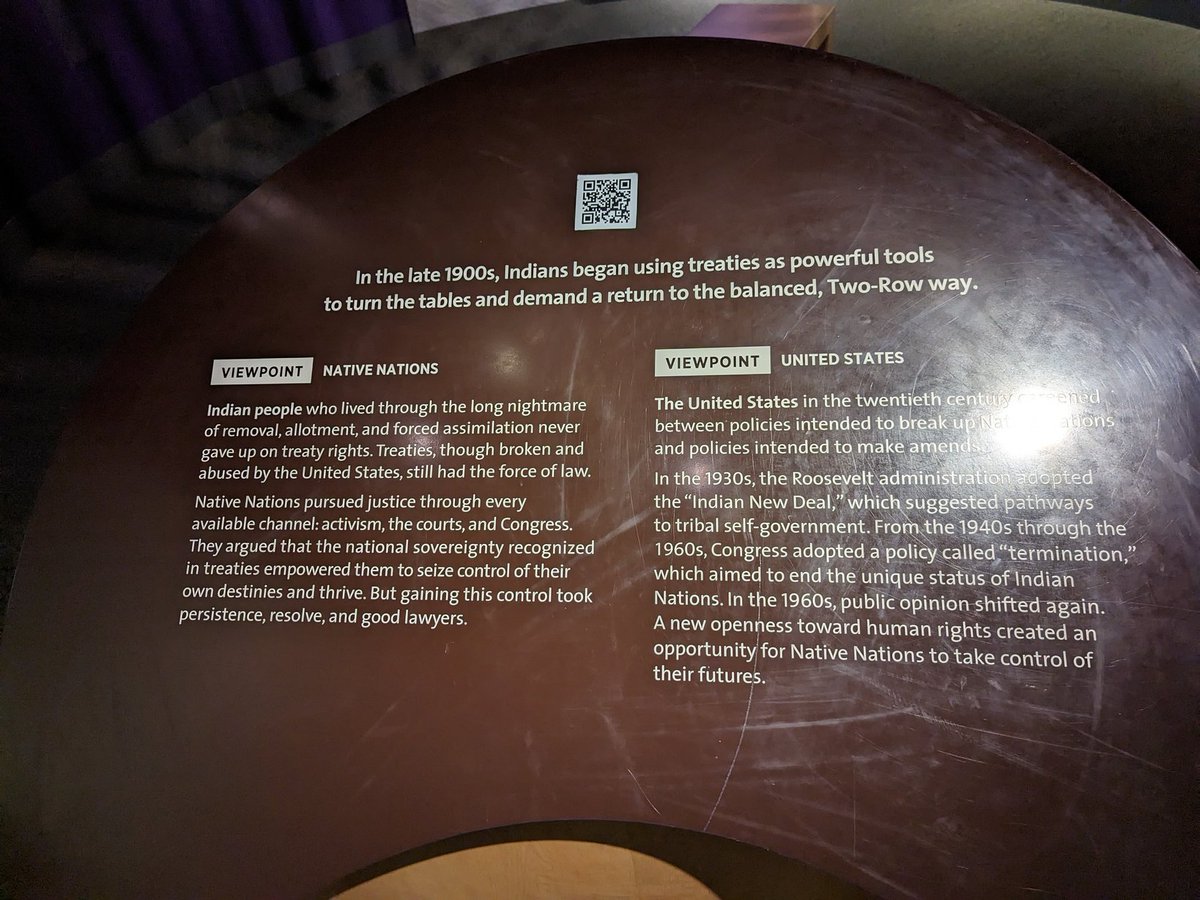 In the late 1900s, Indians began using treaties as powerful tools
to turn the tables and demand a return to the balanced, Two-Row way.
VIEWPOINT NATIVE NATIONS
Indian people who lived through the long nightmare
of removal, allotment, and forced assimilation never
gave up on treaty rights. Treaties, though broken and
abused by the United States, still had the force of law.
Native Nations pursued justice through every
available channel: activism, the courts, and Congress.
They argued that the national sovereignty recognized
in treaties empowered them to seize control of their
own destinies and thrive. But gaining this control took
persistence, resolve, and good lawyers.
VIEWPOINT UNITED STATES
The United States in the twentieth century
between policies intended to break up
and policies intended to make amends.
In the 1930s, the Roosevelt administration adopted
the “Indian New Deal,” which suggested pathways
to tribal self-government. From the 1940s through the
1960s, Congress adopted a policy called “termination,”
which aimed to end the unique status of Indian
Nations. In the 1960s, public opinion shifted again.
A new openness toward human rights created an
opportunity for Native Nations to take control of
their futures.